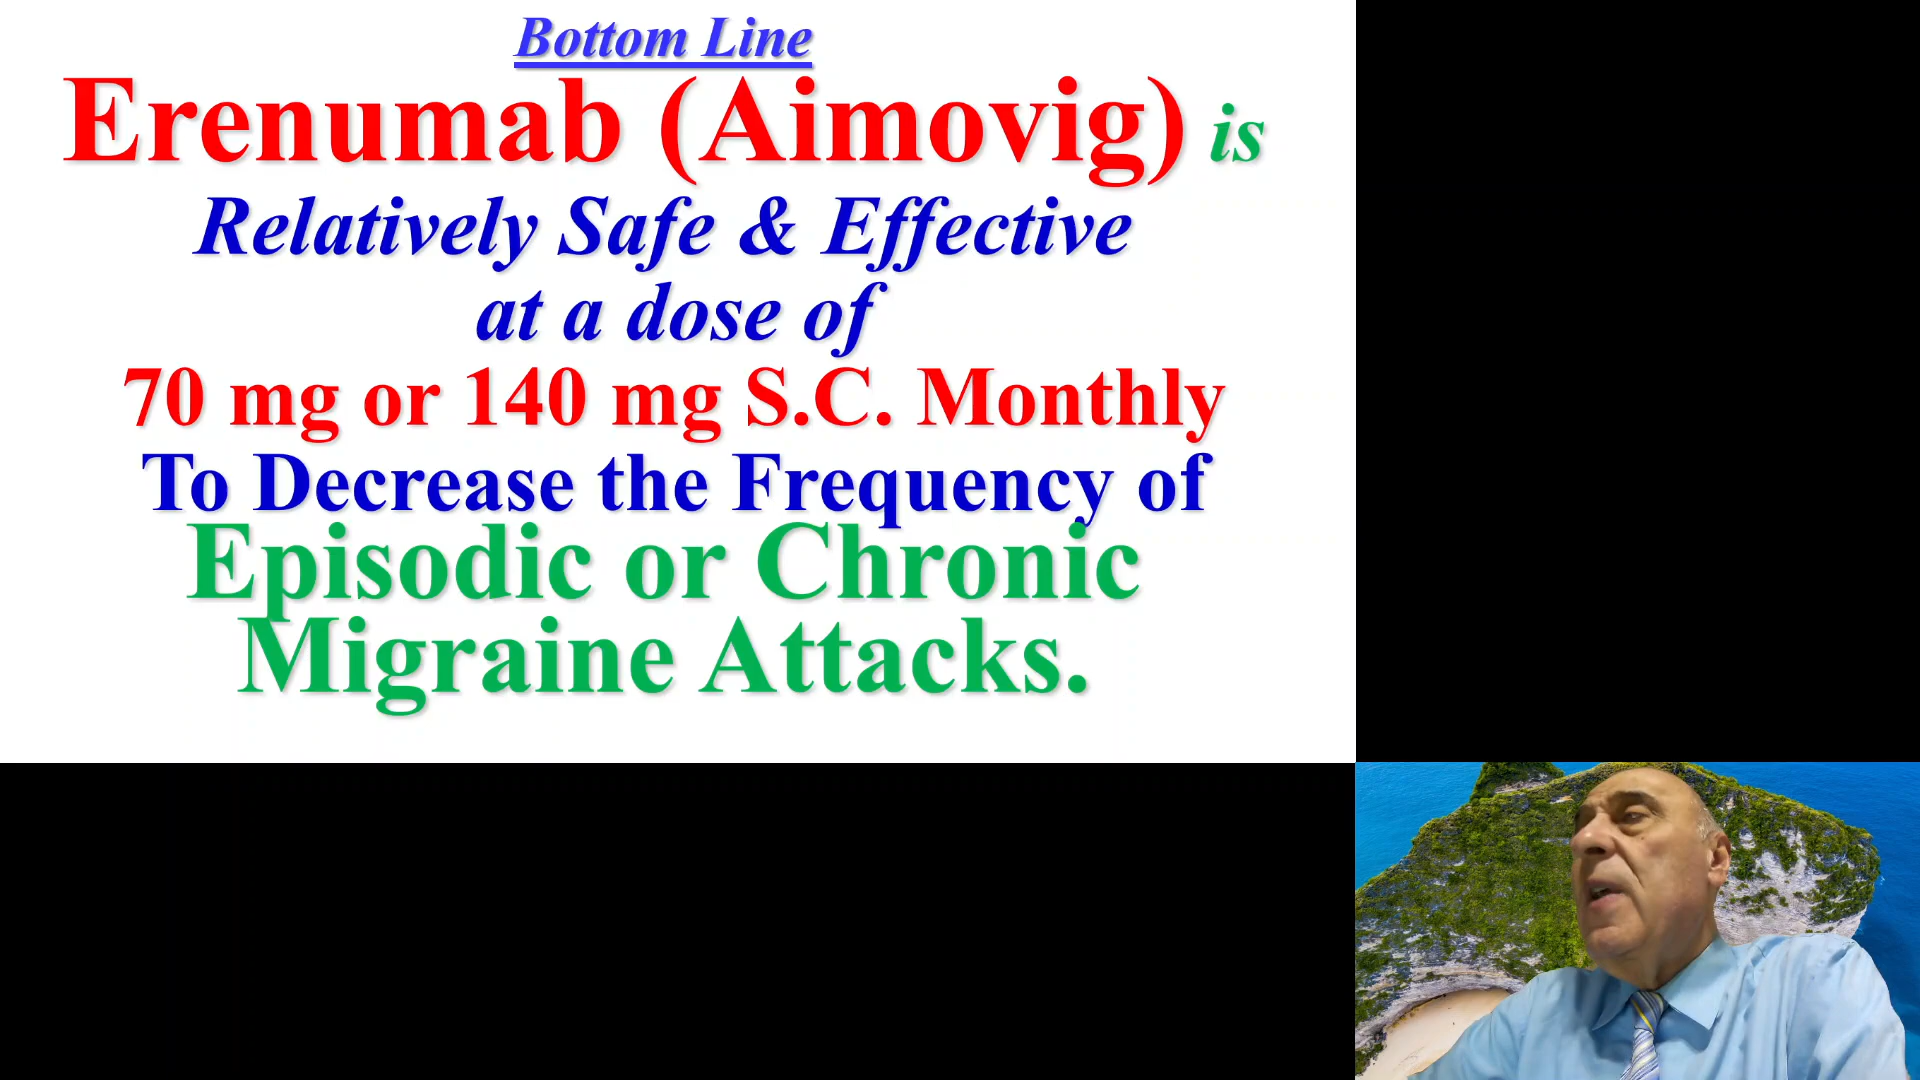 Bottom Line
Erenumab (Aimovig) is
Relatively Safe & Effective
at a dose of
70 mg or 140 mg S.C. Monthly
To Decrease the Frequency of
Episodic or Chronic
Migraine Attacks.